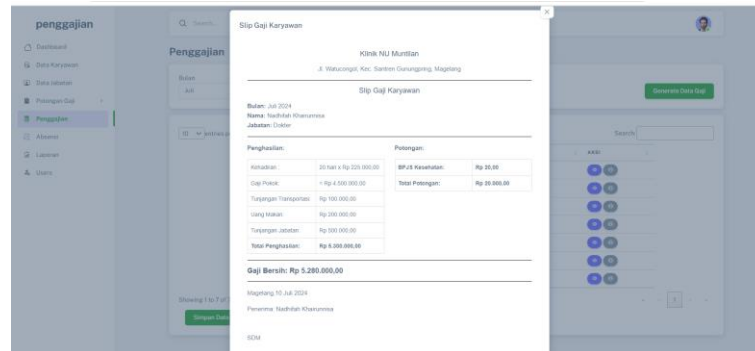 penggajian
Dashboard
Data Karyawan
Data Jabatan
Potongan Gaji
Penggajian
Absensi
Laporan
Users
Search...
Penggajian
Bulan
Juli
Generate Data Gaji
10 entries
Search:
AKSI
Showing 1 to 7 of
1
Simpan
Slip Gaji Karyawan
Klinik NU Muntilan
Jl. Watucongol, Kec. Santren Gunungpring, Magelang
Slip Gaji Karyawan
Bulan: Juli 2024
Nama: Nadhifah Khairunnisa
Jabatan: Dokter
Penghasilan:
Kehadiran: 20 hari x Rp 225.000,00
Gaji Pokok: = Rp 4.500.000,00
Tunjangan Transportasi: Rp 100.000,00
Uang Makan: Rp 200.000,00
Tunjangan Jabatan: Rp 500.000,00
Total Penghasilan: Rp 5.300.000,00
Potongan:
BPJS Kesehatan: Rp 20,00
Total Potongan: Rp 20.000,00
Gaji Bersih: Rp 5.280.000,00
Magelang, 10 Juli 2024
Penerima: Nadhifah Khairunnisa
SDM